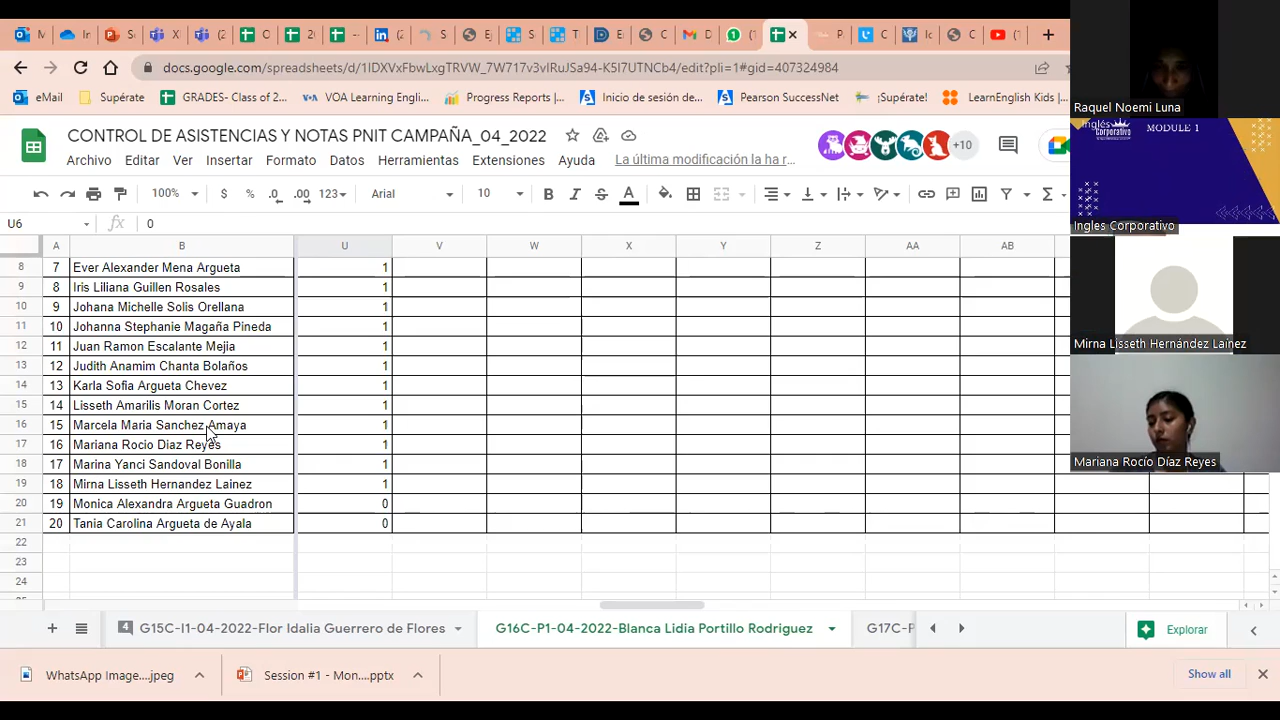 docs.google.com/spreadsheets/d/1IDXVxFbwLxgTRVW_7W717v3vIRuJSa94-K5I7UTNCb4/edit?pli=1#gid=407324984
eMail
Supérate
GRADES- Class of 2...
VOA Learning Engli...
Progress Reports |...
Inicio de sesión de...
Pearson SuccessNet
¡Supérate!
LearnEnglish Kids |...
CONTROL DE ASISTENCIAS Y NOTAS PNIT CAMPAÑA_04_2022
+10
Archivo Editar Ver Insertar Formato Datos Herramientas Extensiones Ayuda La última modificación la ha r...
100% $ % .0 .00 123 Arial 10
U6 fx 0
A B U V W X Y Z AA AB
8 7 Ever Alexander Mena Argueta 1
9 8 Iris Liliana Guillen Rosales 1
10 9 Johana Michelle Solis Orellana 1
11 10 Johanna Stephanie Magaña Pineda 1
12 11 Juan Ramon Escalante Mejia 1
13 12 Judith Anamim Chanta Bolaños 1
14 13 Karla Sofia Argueta Chevez 1
15 14 Lisseth Amarilis Moran Cortez 1
16 15 Marcela Maria Sanchez Amaya 1
17 16 Mariana Rocio Diaz Reyes 1
18 17 Marina Yanci Sandoval Bonilla 1
19 18 Mirna Lisseth Hernandez Lainez 1
20 19 Monica Alexandra Argueta Guadron 0
21 20 Tania Carolina Argueta de Ayala 0
22
23
24
4 G15C-I1-04-2022-Flor Idalia Guerrero de Flores
G16C-P1-04-2022-Blanca Lidia Portillo Rodriguez
G17C-P
Explorar
WhatsApp Image....jpeg
Session #1 - Mon....pptx
Show all
Raquel Noemi Luna
Inglés
Corporativo
MODULE 1
Ingles Corporativo
Mirna Lisseth Hernández Lainez
Mariana Rocío Díaz Reyes